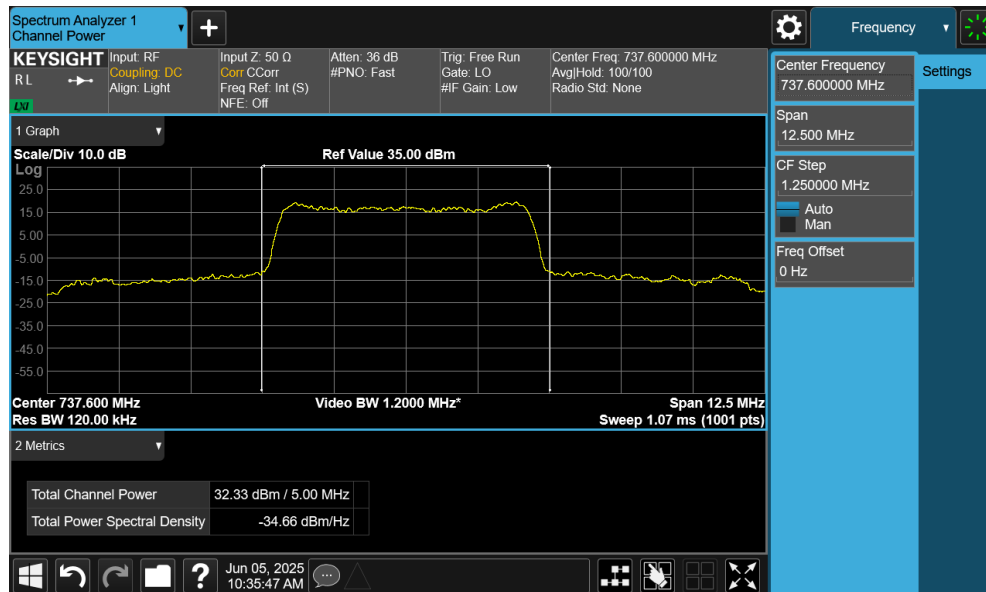 Spectrum Analyzer 1
Channel Power
+
Frequency
KEYSIGHT
RL
LXI
Input: RF
Coupling: DC
Align: Light
Input Z: 50 Ω
Corr CCorr
Freq Ref: Int (S)
NFE: Off
Atten: 36 dB
#PNO: Fast
Trig: Free Run
Gate: LO
#IF Gain: Low
Center Freq: 737.600000 MHz
Avg|Hold: 100/100
Radio Std: None
Center Frequency
737.600000 MHz
Settings
Span
12.500 MHz
CF Step
1.250000 MHz
Auto
Man
Freq Offset
0 Hz
1 Graph
Scale/Div 10.0 dB
Ref Value 35.00 dBm
Log
25.0
15.0
5.00
-5.00
-15.0
-25.0
-35.0
-45.0
-55.0
Center 737.600 MHz
Video BW 1.2000 MHz*
Span 12.5 MHz
Res BW 120.00 kHz
Sweep 1.07 ms (1001 pts)
2 Metrics
Total Channel Power 32.33 dBm / 5.00 MHz
Total Power Spectral Density -34.66 dBm/Hz
?
Jun 05, 2025
10:35:47 AM